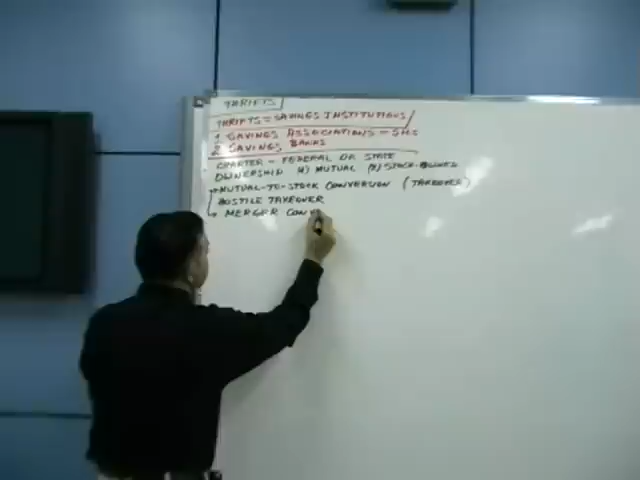 THRIFTS
THRIFTS = SAVINGS INSTITUTIONS
1 SAVINGS ASSOCIATIONS - S&LS
2 SAVINGS BANKS
CHARTER - FEDERAL OR STATE
OWNERSHIP MUTUAL STOCK-OWNED
MUTUAL-TO-STOCK CONVERSION (TAKEOVER)
HOSTILE TAKEOVER
MERGER CONV